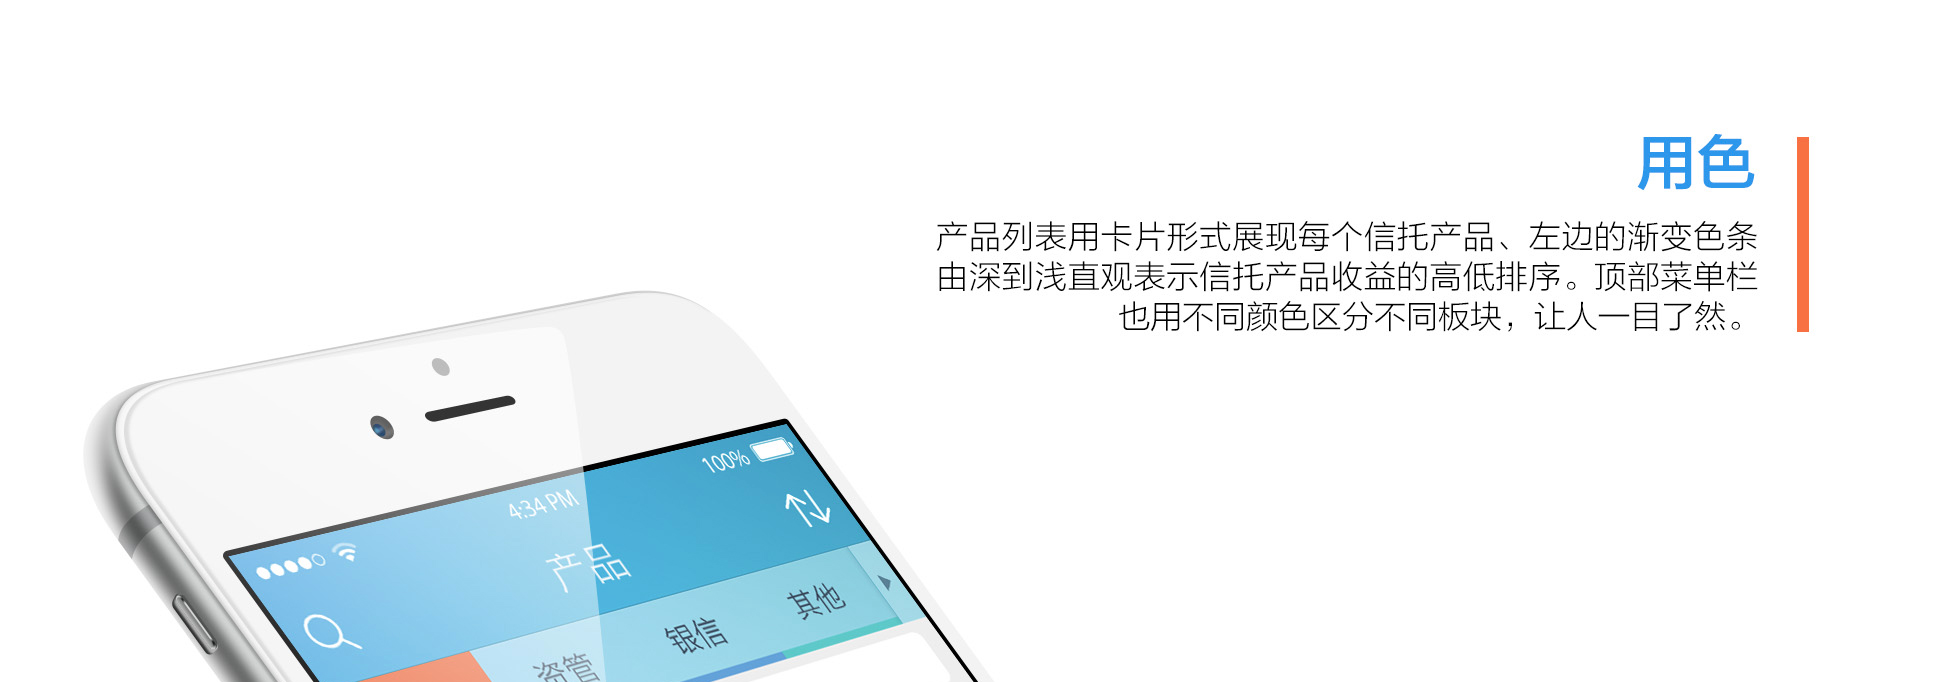 用色
产品列表用卡片形式展现每个信托产品、左边的渐变色条
由深到浅直观表示信托产品收益的高低排序。顶部菜单栏
也用不同颜色区分不同板块，让人一目了然。
4:34 PM
100%
产品
资管
银信
其他